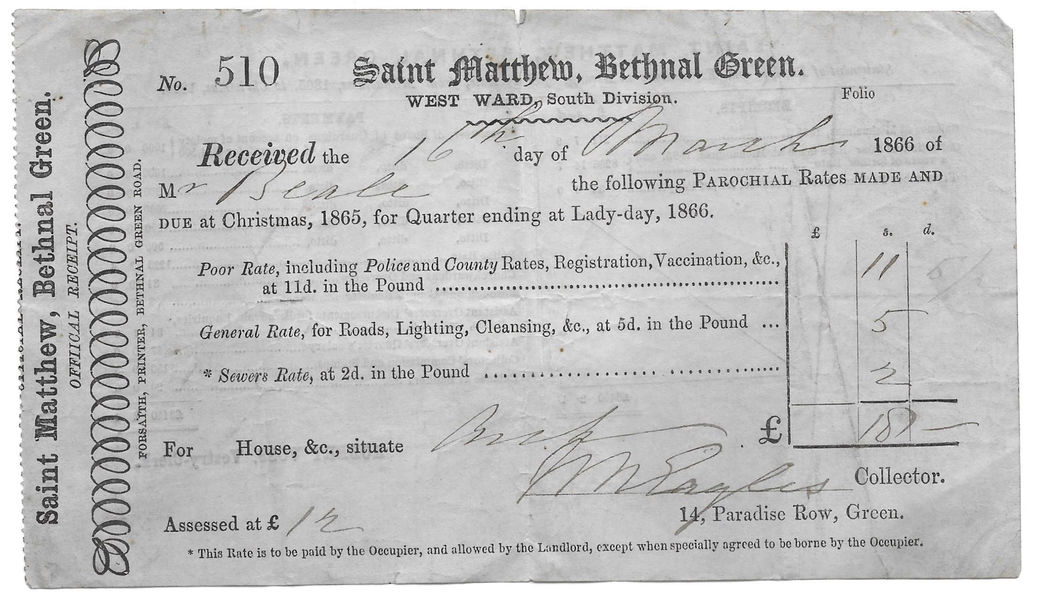 Saint Matthew, Bethnal Green.
OFFIICAL RECEIPT.
FORSAITH, PRINTER, BETHNAL GREEN ROAD.
No. 510
Saint Matthew, Bethnal Green.
WEST WARD, South Division.
Folio
Received the 16th day of March 1866 of
Mr Beale the following PAROCHIAL Rates MADE AND
DUE at Christmas, 1865, for Quarter ending at Lady-day, 1866.
£ s. d.
Poor Rate, including Police and County Rates, Registration, Vaccination, &c.,
at 11d. in the Pound 11
General Rate, for Roads, Lighting, Cleansing, &c., at 5d. in the Pound ... 5
* Sewers Rate, at 2d. in the Pound 2
£ 18 —
For House, &c., situate
Eagles Collector.
14, Paradise Row, Green.
Assessed at £ 12
* This Rate is to be paid by the Occupier, and allowed by the Landlord, except when specially agreed to be borne by the Occupier.